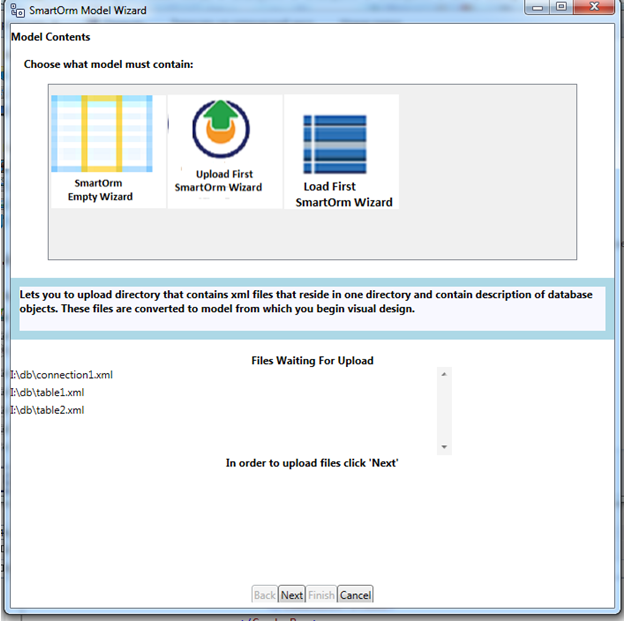 SmartOrm Model Wizard
Model Contents
Choose what model must contain:
SmartOrm
Empty Wizard
Upload First
SmartOrm Wizard
Load First
SmartOrm Wizard
Lets you to upload directory that contains xml files that reside in one directory and contain description of database
objects. These files are converted to model from which you begin visual design.
Files Waiting For Upload
I:\db\connection1.xml
I:\db\table1.xml
I:\db\table2.xml
In order to upload files click 'Next'
Back Next Finish Cancel